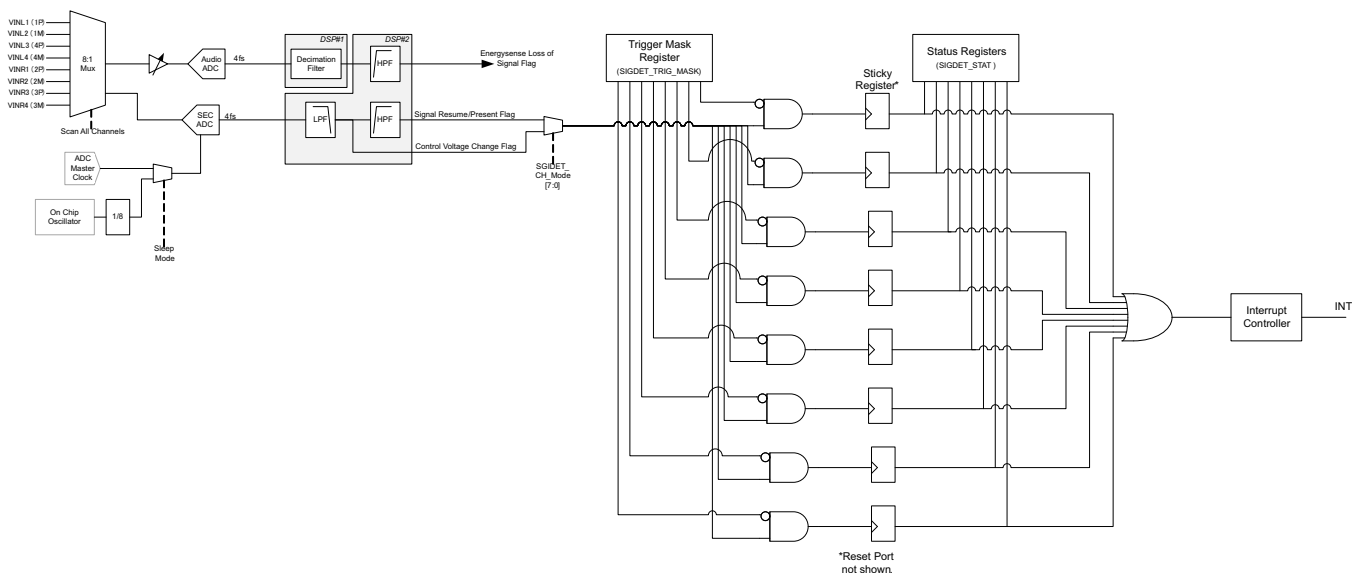 VINL1 (1P)
VINL2 (1M)
VINL3 (4P)
VINL4 (4M)
VINR1 (2P)
VINR2 (2M)
VINR3 (3P)
VINR4 (3M)
8:1
Mux
Scan All Channels
Audio
ADC
4fs
SEC
ADC
4fs
ADC
Master
Clock
On Chip
Oscillator
1/8
Sleep
Mode
DSP#1
Decimation
Filter
DSP#2
HPF
LPF
HPF
Energysense Loss of
Signal Flag
Signal Resume/Present Flag
Control Voltage Change Flag
SGIDET_
CH_Mode
[7:0]
Trigger Mask
Register
(SIGDET_TRIG_MASK)
Sticky
Register*
Status Registers
(SIGDET_STAT )
*Reset Port
not shown.
Interrupt
Controller
INT